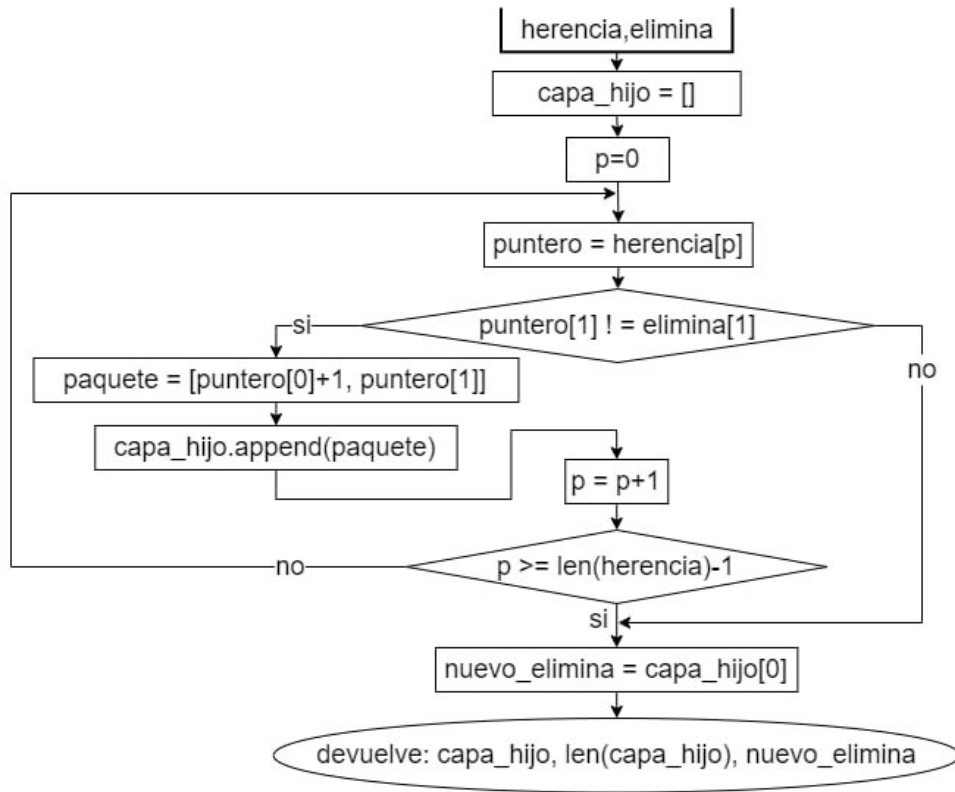 herencia,elimina
capa_hijo = []
p=0
puntero = herencia[p]
puntero[1] ! = elimina[1]
si
no
paquete = [puntero[0]+1, puntero[1]]
capa_hijo.append(paquete)
p = p+1
p >= len(herencia)-1
no
si
nuevo_elimina = capa_hijo[0]
devuelve: capa_hijo, len(capa_hijo), nuevo_elimina